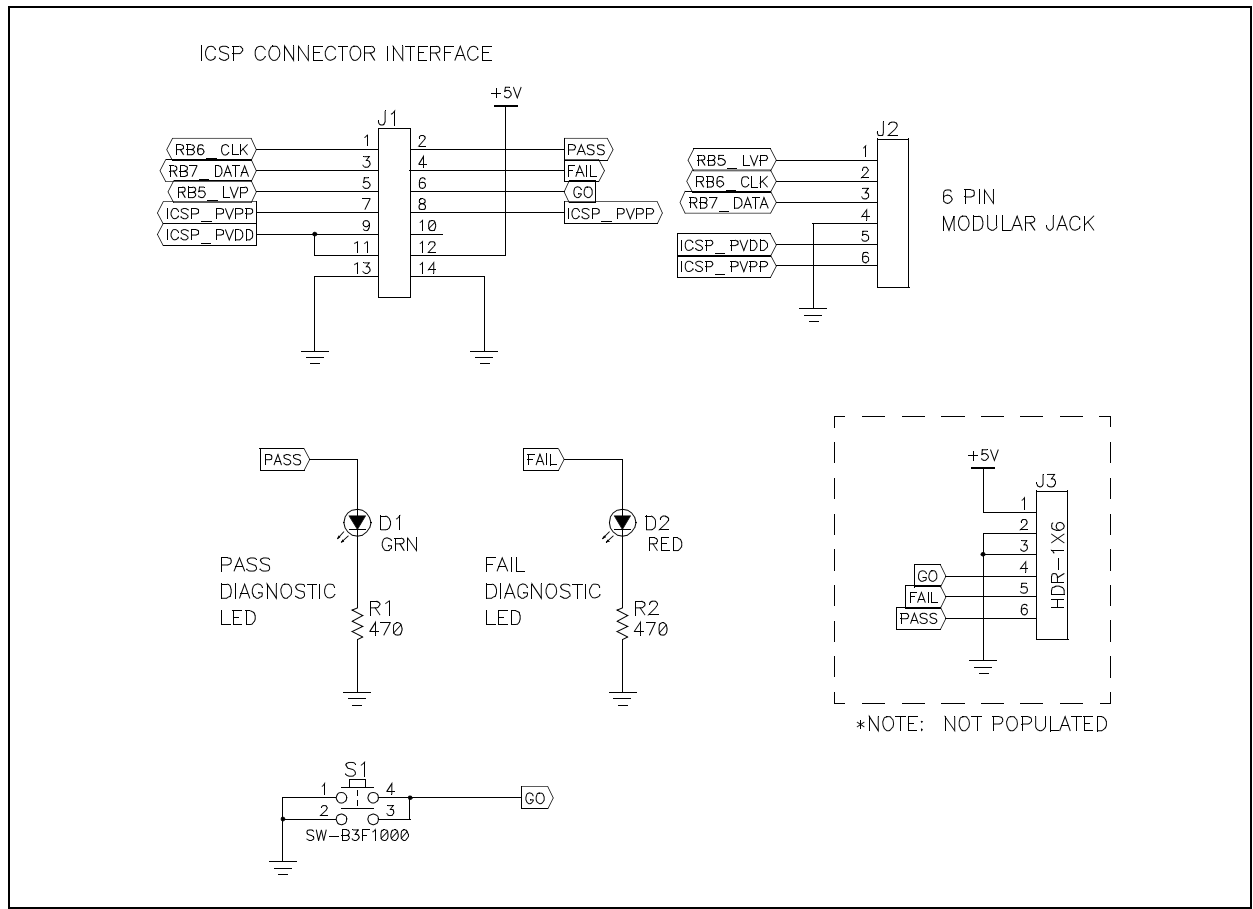 ICSP CONNECTOR INTERFACE
+5V
J1
RB6_CLK 1 2 PASS
RB7_DATA 3 4 FAIL
RB5_LVP 5 6 GO
ICSP_PVPP 7 8 ICSP_PVPP
ICSP_PVDD 9 10
11 12
13 14
J2
RB5_LVP 1
RB6_CLK 2
RB7_DATA 3
4
ICSP_PVDD 5
ICSP_PVPP 6
6 PIN
MODULAR JACK
PASS
D1
GRN
PASS
DIAGNOSTIC
LED
R1
470
FAIL
D2
RED
FAIL
DIAGNOSTIC
LED
R2
470
+5V
J3
1
2
3
GO 4
FAIL 5
PASS 6
HDR-1X6
*NOTE: NOT POPULATED
S1
1 4 GO
2 3
SW-B3F1000